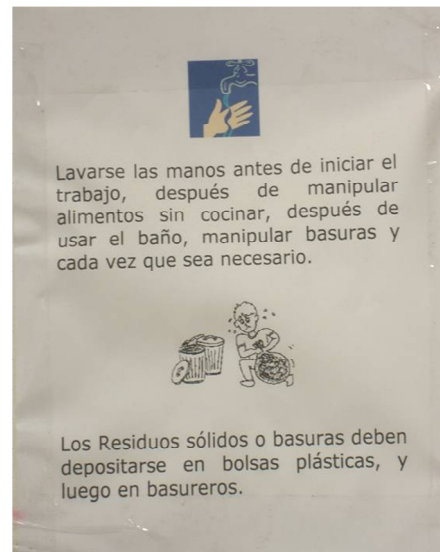 Lavarse las manos antes de iniciar el
trabajo, después de manipular
alimentos sin cocinar, después de
usar el baño, manipular basuras y
cada vez que sea necesario.
Los Residuos sólidos o basuras deben
depositarse en bolsas plásticas, y
luego en basureros.